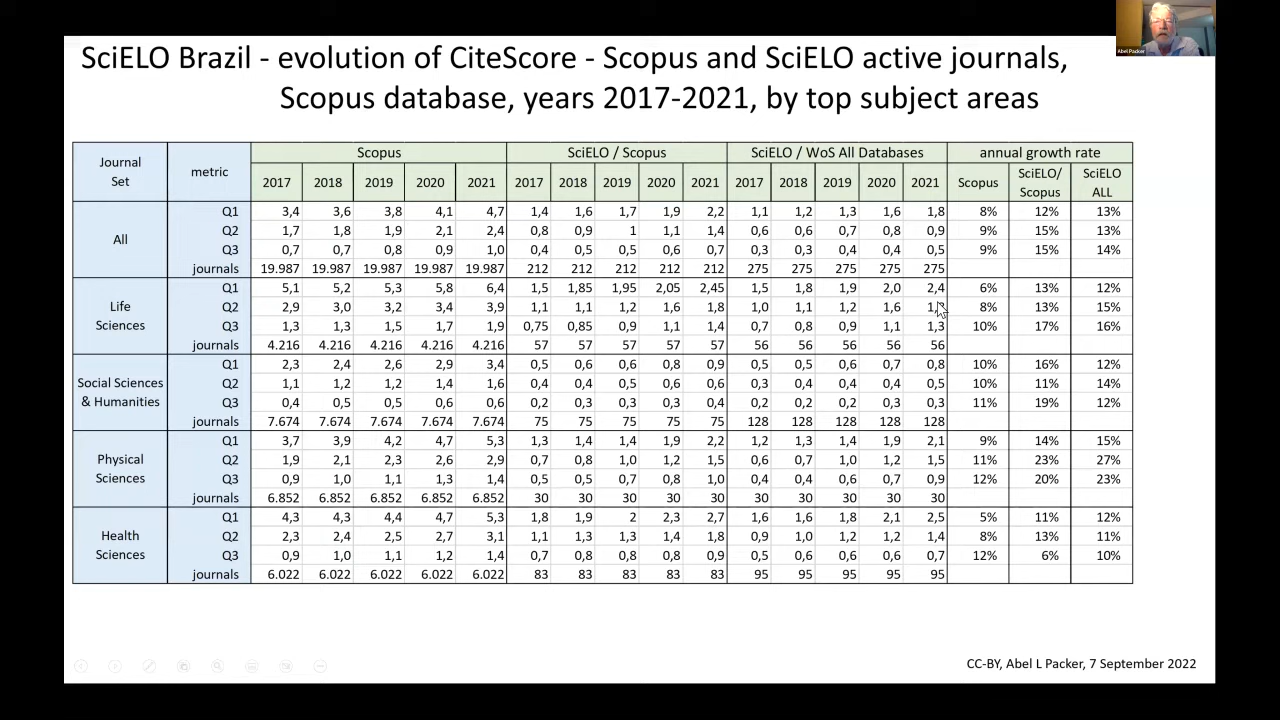 SciELO Brazil - evolution of CiteScore - Scopus and SciELO active journals,
Scopus database, years 2017-2021, by top subject areas
Abel Packer
Journal Set metric Scopus SciELO / Scopus SciELO / WoS All Databases annual growth rate
2017 2018 2019 2020 2021 2017 2018 2019 2020 2021 2017 2018 2019 2020 2021 Scopus SciELO/ Scopus SciELO ALL
All
Q1 3,4 3,6 3,8 4,1 4,7 1,4 1,6 1,7 1,9 2,2 1,1 1,2 1,3 1,6 1,8 8% 12% 13%
Q2 1,7 1,8 1,9 2,1 2,4 0,8 0,9 1 1,1 1,4 0,6 0,6 0,7 0,8 0,9 9% 15% 13%
Q3 0,7 0,7 0,8 0,9 1,0 0,4 0,5 0,5 0,6 0,7 0,3 0,3 0,4 0,4 0,5 9% 15% 14%
journals 19.987 19.987 19.987 19.987 19.987 212 212 212 212 212 275 275 275 275 275
Life Sciences
Q1 5,1 5,2 5,3 5,8 6,4 1,5 1,85 1,95 2,05 2,45 1,5 1,8 1,9 2,0 2,4 6% 13% 12%
Q2 2,9 3,0 3,2 3,4 3,9 1,1 1,1 1,2 1,6 1,8 1,0 1,1 1,2 1,6 8% 13% 15%
Q3 1,3 1,3 1,5 1,7 1,9 0,75 0,85 0,9 1,1 1,4 0,7 0,8 0,9 1,1 1,3 10% 17% 16%
journals 4.216 4.216 4.216 4.216 4.216 57 57 57 57 57 56 56 56 56 56
Social Sciences & Humanities
Q1 2,3 2,4 2,6 2,9 3,4 0,5 0,6 0,6 0,8 0,9 0,5 0,5 0,6 0,7 0,8 10% 16% 12%
Q2 1,1 1,2 1,2 1,4 1,6 0,4 0,4 0,5 0,6 0,6 0,3 0,4 0,4 0,4 0,5 10% 11% 14%
Q3 0,4 0,5 0,5 0,6 0,6 0,2 0,3 0,3 0,3 0,4 0,2 0,2 0,2 0,3 0,3 11% 19% 12%
journals 7.674 7.674 7.674 7.674 7.674 75 75 75 75 75 128 128 128 128 128
Physical Sciences
Q1 3,7 3,9 4,2 4,7 5,3 1,3 1,4 1,4 1,9 2,2 1,2 1,3 1,4 1,9 2,1 9% 14% 15%
Q2 1,9 2,1 2,3 2,6 2,9 0,7 0,8 1,0 1,2 1,5 0,6 0,7 1,0 1,2 1,5 11% 23% 27%
Q3 0,9 1,0 1,1 1,3 1,4 0,5 0,5 0,7 0,8 1,0 0,4 0,4 0,6 0,7 0,9 12% 20% 23%
journals 6.852 6.852 6.852 6.852 6.852 30 30 30 30 30 30 30 30 30 30
Health Sciences
Q1 4,3 4,3 4,4 4,7 5,3 1,8 1,9 2 2,3 2,7 1,6 1,6 1,8 2,1 2,5 5% 11% 12%
Q2 2,3 2,4 2,5 2,7 3,1 1,1 1,3 1,3 1,4 1,8 0,9 1,0 1,2 1,2 1,4 8% 13% 11%
Q3 0,9 1,0 1,1 1,2 1,4 0,7 0,8 0,8 0,8 0,9 0,5 0,6 0,6 0,6 0,7 12% 6% 10%
journals 6.022 6.022 6.022 6.022 6.022 83 83 83 83 83 95 95 95 95 95
CC-BY, Abel L Packer, 7 September 2022